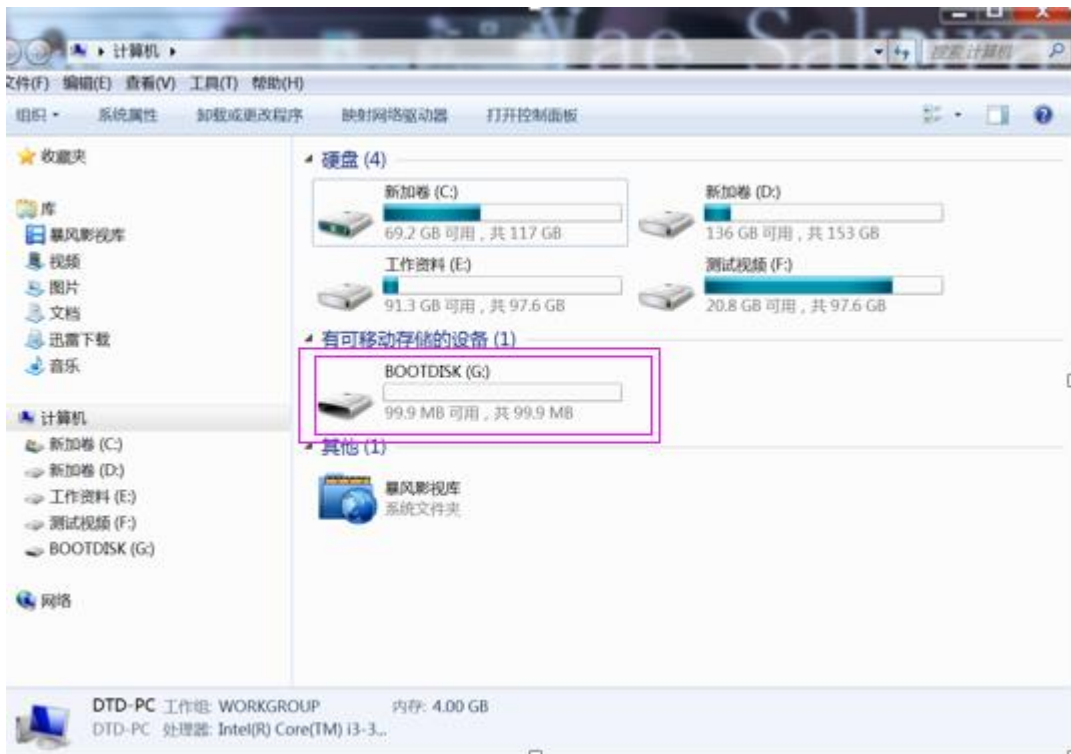 Yae Sakura
计算机
搜索 计算机
文件(F) 编辑(E) 查看(V) 工具(T) 帮助(H)
组织 系统属性 卸载或更改程序 映射网络驱动器 打开控制面板
收藏夹
库
暴风影视库
视频
图片
文档
迅雷下载
音乐
计算机
新加卷 (C:)
新加卷 (D:)
工作资料 (E:)
测试视频 (F:)
BOOTDISK (G:)
网络
硬盘 (4)
新加卷 (C:)
69.2 GB 可用 , 共 117 GB
新加卷 (D:)
136 GB 可用 , 共 153 GB
工作资料 (E:)
91.3 GB 可用 , 共 97.6 GB
测试视频 (F:)
20.8 GB 可用 , 共 97.6 GB
有可移动存储的设备 (1)
BOOTDISK (G:)
99.9 MB 可用 , 共 99.9 MB
其他 (1)
暴风影视库
系统文件夹
DTD-PC 工作组: WORKGROUP 内存: 4.00 GB
DTD-PC 处理器: Intel(R) Core(TM) i3-3...